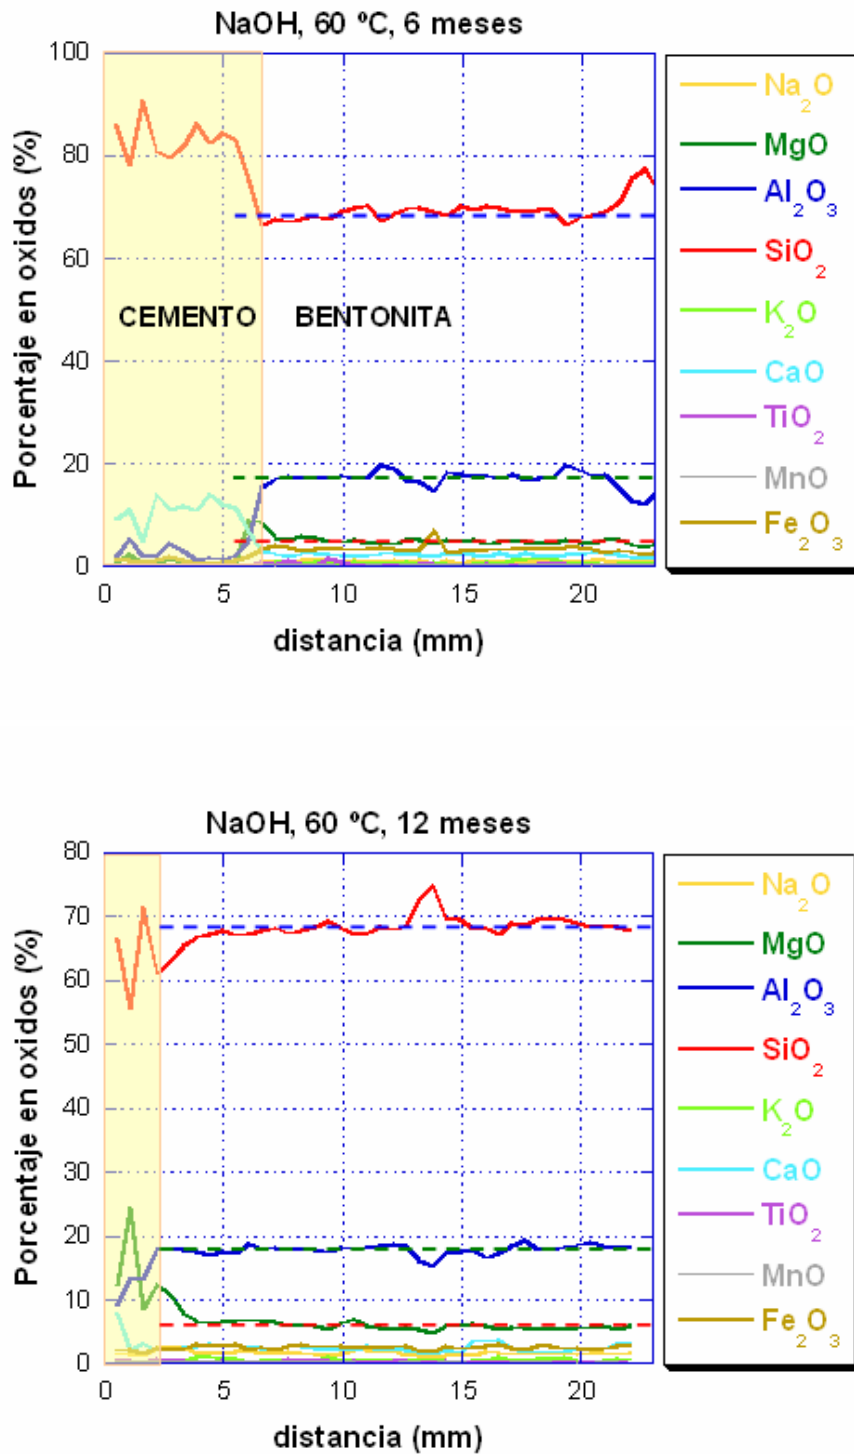 NaOH, 60 ºC, 6 meses
Porcentaje en oxidos (%)
100
80
60
40
20
0
CEMENTO
BENTONITA
0 5 10 15 20
distancia (mm)
Na₂O
MgO
Al₂O₃
SiO₂
K₂O
CaO
TiO₂
MnO
Fe₂O₃
NaOH, 60 ºC, 12 meses
Porcentaje en oxidos (%)
80
70
60
50
40
30
20
10
0
0 5 10 15 20
distancia (mm)
Na₂O
MgO
Al₂O₃
SiO₂
K₂O
CaO
TiO₂
MnO
Fe₂O₃